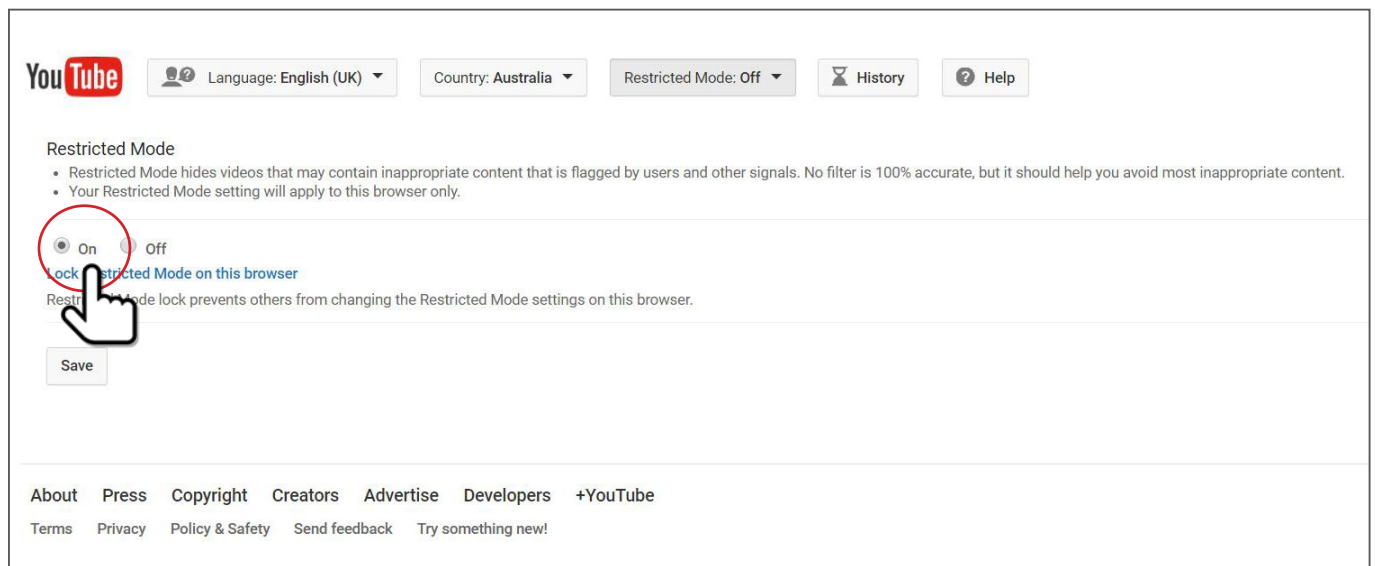 YouTube Language: English (UK) Country: Australia Restricted Mode: Off History Help
Restricted Mode
• Restricted Mode hides videos that may contain inappropriate content that is flagged by users and other signals. No filter is 100% accurate, but it should help you avoid most inappropriate content.
• Your Restricted Mode setting will apply to this browser only.
On Off
Lock Restricted Mode on this browser
Restricted Mode lock prevents others from changing the Restricted Mode settings on this browser.
Save
About Press Copyright Creators Advertise Developers +YouTube
Terms Privacy Policy & Safety Send feedback Try something new!